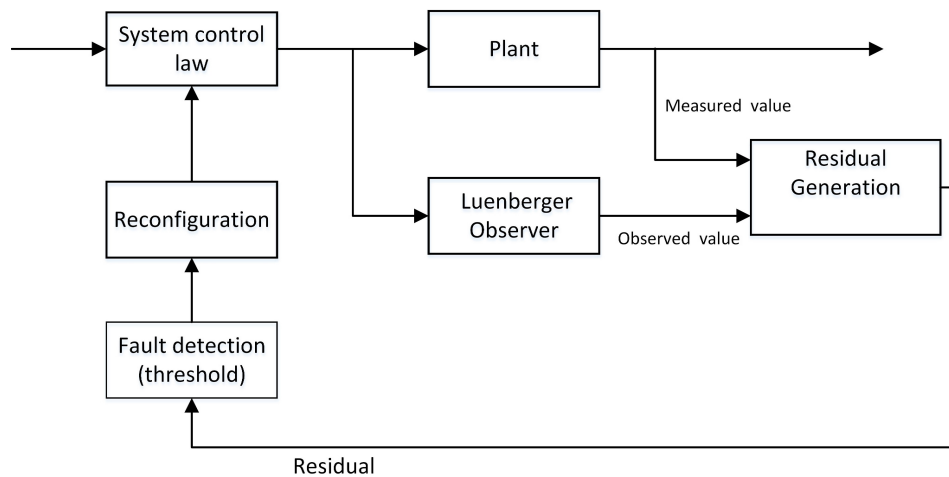 System control
law
Plant
Measured value
Residual
Generation
Luenberger
Observer
Observed value
Reconfiguration
Fault detection
(threshold)
Residual